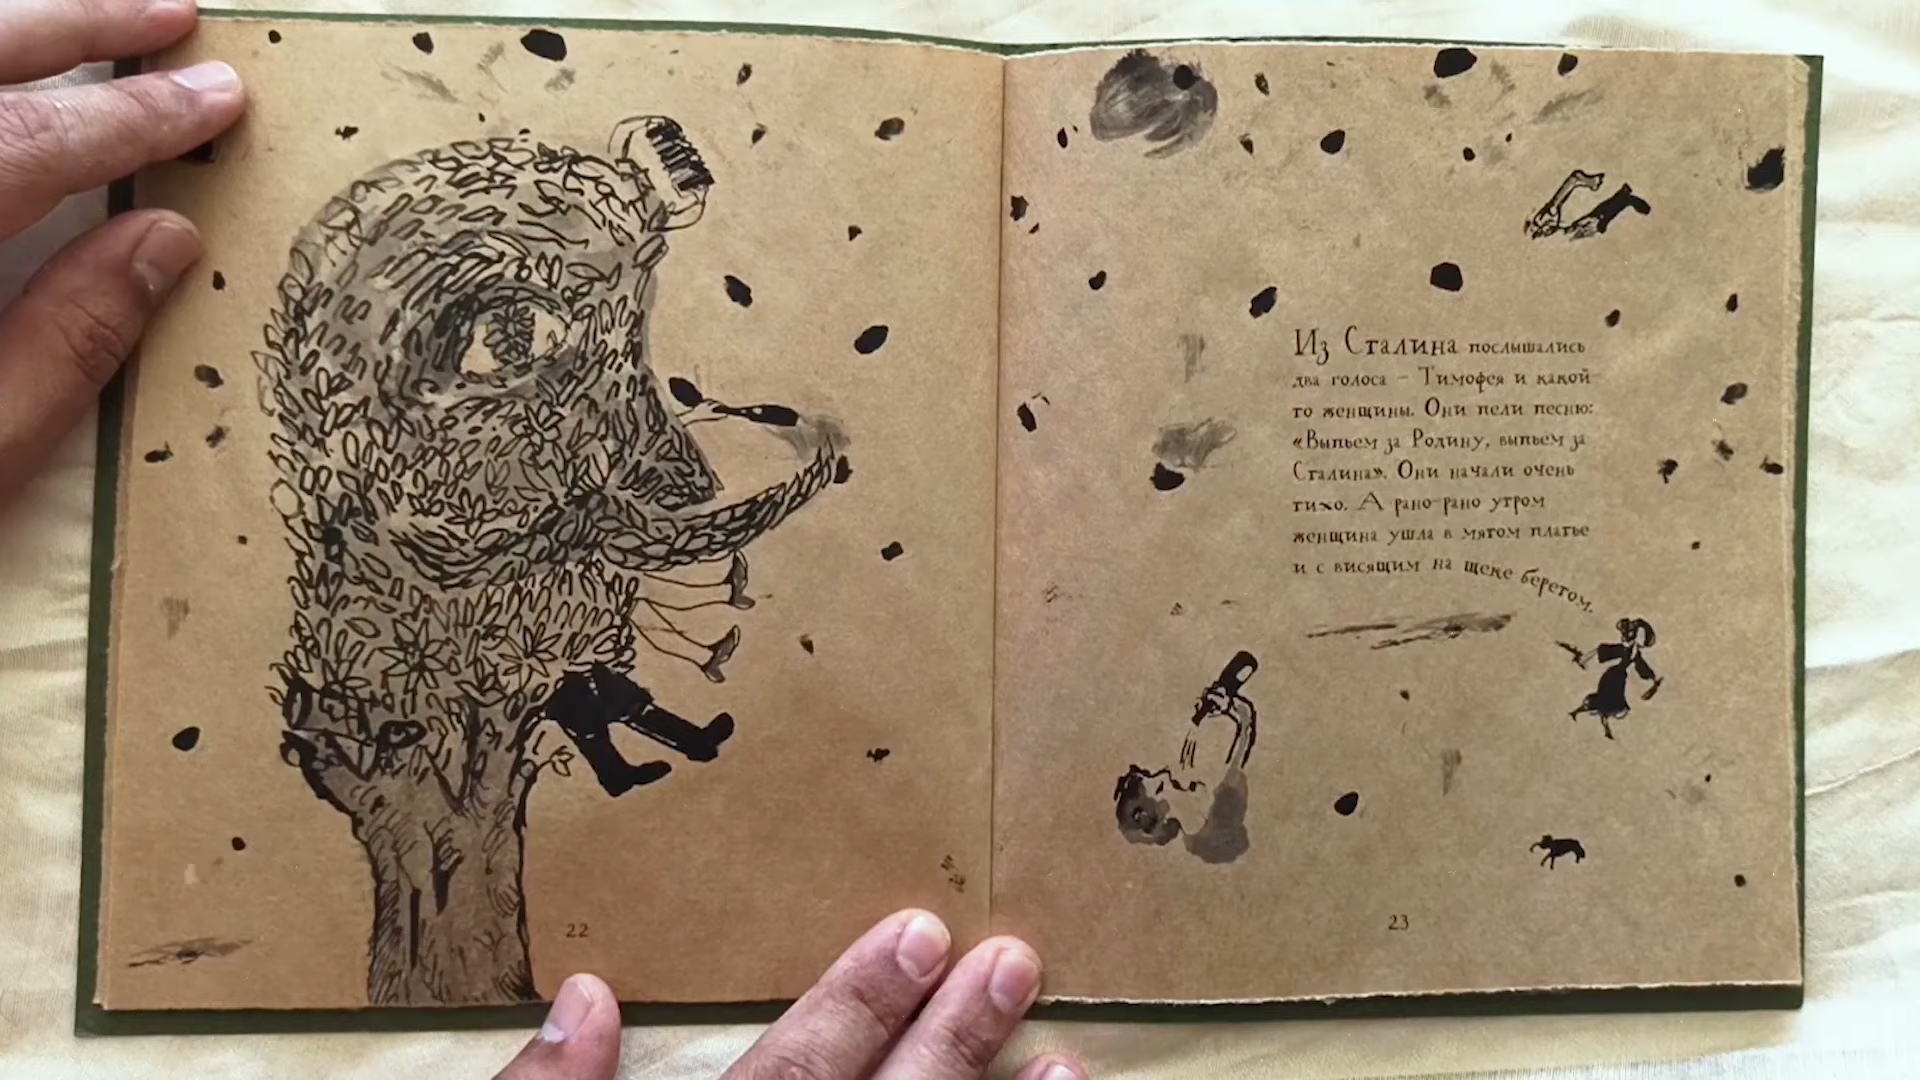 Из Сталина послышались
два голоса – Тимофея и какой-
то женщины. Они пели песню:
«Выпьем за Родину, выпьем за
Сталина». Они начали очень
тихо. А рано-рано утром
женщина ушла в мятом платье
и с висящим на щеке беретом.
22
23